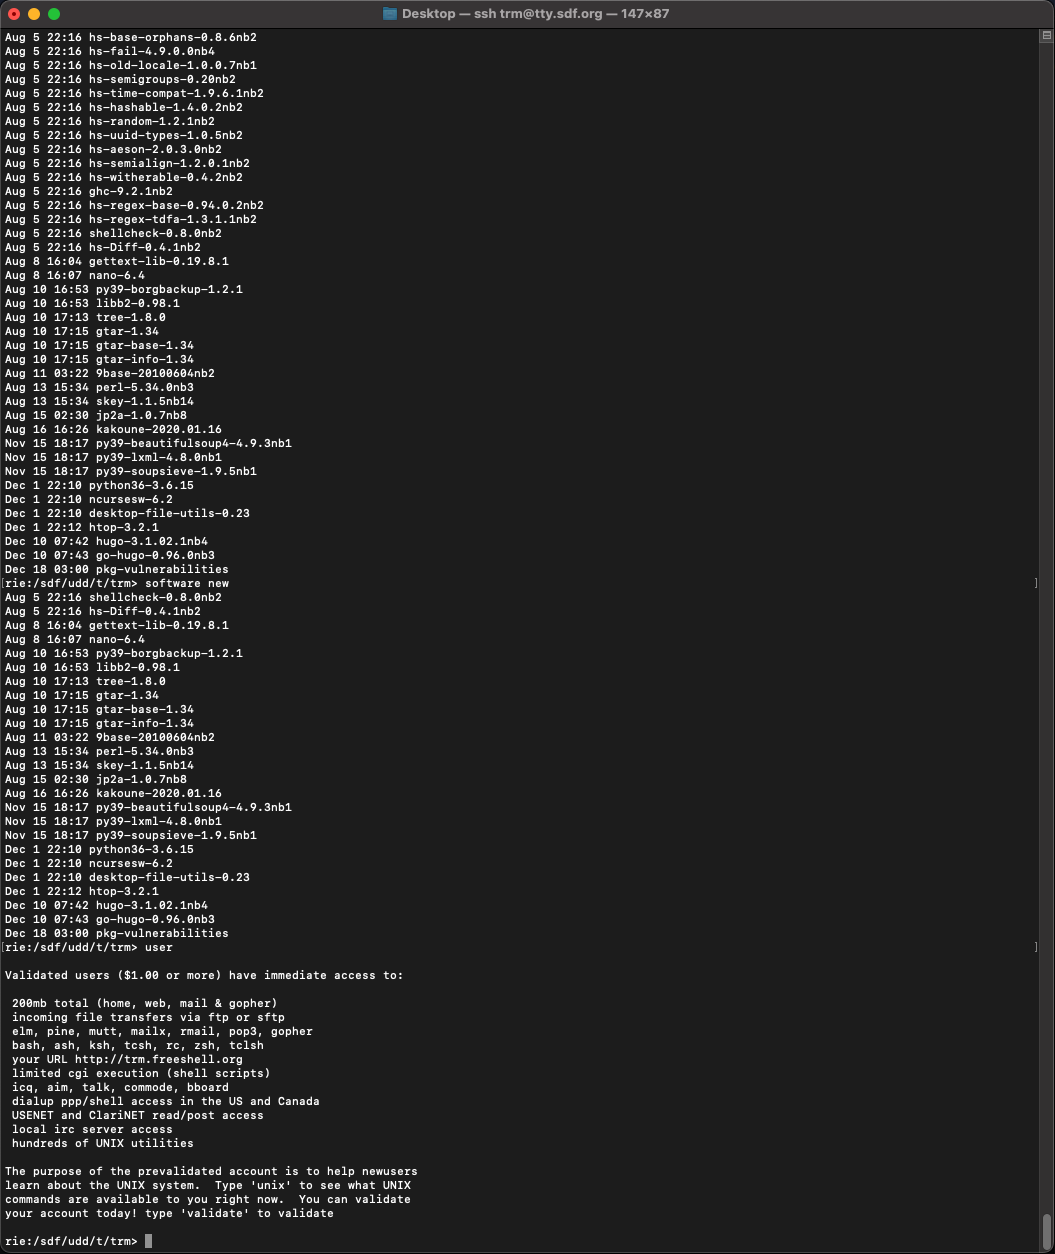 Desktop — ssh trm@tty.sdf.org — 147×87
Aug 5 22:16 hs-base-orphans-0.8.6nb2
Aug 5 22:16 hs-fail-4.9.0.0nb4
Aug 5 22:16 hs-old-locale-1.0.0.7nb1
Aug 5 22:16 hs-semigroups-0.20nb2
Aug 5 22:16 hs-time-compat-1.9.6.1nb2
Aug 5 22:16 hs-hashable-1.4.0.2nb2
Aug 5 22:16 hs-random-1.2.1nb2
Aug 5 22:16 hs-uuid-types-1.0.5nb2
Aug 5 22:16 hs-aeson-2.0.3.0nb2
Aug 5 22:16 hs-semialign-1.2.0.1nb2
Aug 5 22:16 hs-witherable-0.4.2nb2
Aug 5 22:16 ghc-9.2.1nb2
Aug 5 22:16 hs-regex-base-0.94.0.2nb2
Aug 5 22:16 hs-regex-tdfa-1.3.1.1nb2
Aug 5 22:16 shellcheck-0.8.0nb2
Aug 5 22:16 hs-Diff-0.4.1nb2
Aug 8 16:04 gettext-lib-0.19.8.1
Aug 8 16:07 nano-6.4
Aug 10 16:53 py39-borgbackup-1.2.1
Aug 10 16:53 libb2-0.98.1
Aug 10 17:13 tree-1.8.0
Aug 10 17:15 gtar-1.34
Aug 10 17:15 gtar-base-1.34
Aug 10 17:15 gtar-info-1.34
Aug 11 03:22 9base-20100604nb2
Aug 13 15:34 perl-5.34.0nb3
Aug 13 15:34 skey-1.1.5nb14
Aug 15 02:30 jp2a-1.0.7nb8
Aug 16 16:26 kakoune-2020.01.16
Nov 15 18:17 py39-beautifulsoup4-4.9.3nb1
Nov 15 18:17 py39-lxml-4.8.0nb1
Nov 15 18:17 py39-soupsieve-1.9.5nb1
Dec 1 22:10 python36-3.6.15
Dec 1 22:10 ncursesw-6.2
Dec 1 22:10 desktop-file-utils-0.23
Dec 1 22:12 htop-3.2.1
Dec 10 07:42 hugo-3.1.02.1nb4
Dec 10 07:43 go-hugo-0.96.0nb3
Dec 18 03:00 pkg-vulnerabilities
[rie:/sdf/udd/t/trm> software new ]
Aug 5 22:16 shellcheck-0.8.0nb2
Aug 5 22:16 hs-Diff-0.4.1nb2
Aug 8 16:04 gettext-lib-0.19.8.1
Aug 8 16:07 nano-6.4
Aug 10 16:53 py39-borgbackup-1.2.1
Aug 10 16:53 libb2-0.98.1
Aug 10 17:13 tree-1.8.0
Aug 10 17:15 gtar-1.34
Aug 10 17:15 gtar-base-1.34
Aug 10 17:15 gtar-info-1.34
Aug 11 03:22 9base-20100604nb2
Aug 13 15:34 perl-5.34.0nb3
Aug 13 15:34 skey-1.1.5nb14
Aug 15 02:30 jp2a-1.0.7nb8
Aug 16 16:26 kakoune-2020.01.16
Nov 15 18:17 py39-beautifulsoup4-4.9.3nb1
Nov 15 18:17 py39-lxml-4.8.0nb1
Nov 15 18:17 py39-soupsieve-1.9.5nb1
Dec 1 22:10 python36-3.6.15
Dec 1 22:10 ncursesw-6.2
Dec 1 22:10 desktop-file-utils-0.23
Dec 1 22:12 htop-3.2.1
Dec 10 07:42 hugo-3.1.02.1nb4
Dec 10 07:43 go-hugo-0.96.0nb3
Dec 18 03:00 pkg-vulnerabilities
[rie:/sdf/udd/t/trm> user ]
Validated users ($1.00 or more) have immediate access to:
200mb total (home, web, mail & gopher)
incoming file transfers via ftp or sftp
elm, pine, mutt, mailx, rmail, pop3, gopher
bash, ash, ksh, tcsh, rc, zsh, tclsh
your URL http://trm.freeshell.org
limited cgi execution (shell scripts)
icq, aim, talk, commode, bboard
dialup ppp/shell access in the US and Canada
USENET and ClariNET read/post access
local irc server access
hundreds of UNIX utilities
The purpose of the prevalidated account is to help newusers
learn about the UNIX system.  Type 'unix' to see what UNIX
commands are available to you right now.  You can validate
your account today! type 'validate' to validate
rie:/sdf/udd/t/trm>